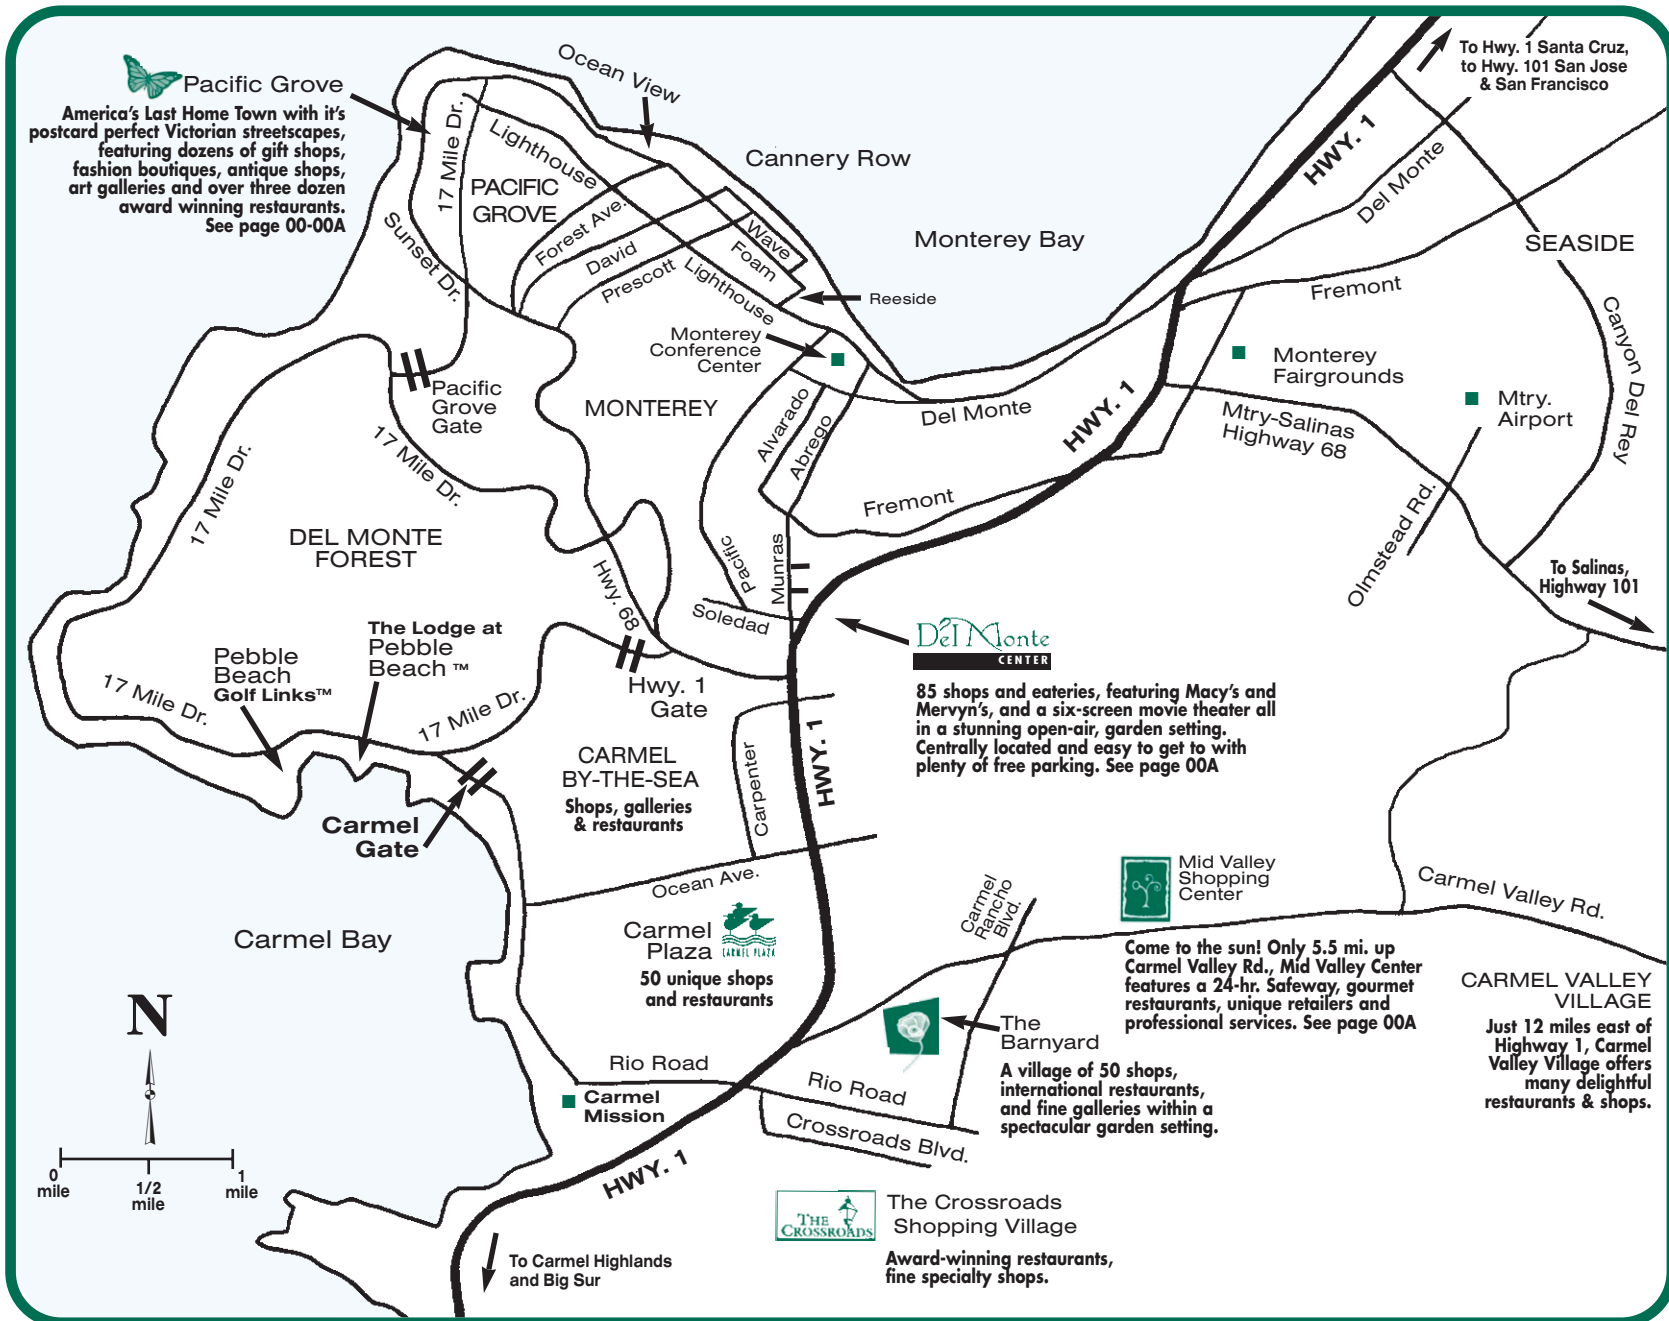 Pacific Grove
America's Last Home Town with it's
postcard perfect Victorian streetscapes,
featuring dozens of gift shops,
fashion boutiques, antique shops,
art galleries and over three dozen
award winning restaurants.
See page 00-00A
Ocean View
To Hwy. 1 Santa Cruz,
to Hwy. 101 San Jose
& San Francisco
17 Mile Dr.
Lighthouse
Cannery Row
HWY. 1
Del Monte
PACIFIC
GROVE
Sunset Dr.
Forest Ave.
David
Prescott
Wave
Foam
Lighthouse
Reeside
Monterey Bay
SEASIDE
Fremont
Canyon Del Rey
Monterey
Conference
Center
Monterey
Fairgrounds
Mtry.
Airport
Pacific
Grove
Gate
MONTEREY
Alvarado
Abrego
Del Monte
HWY. 1
Mtry-Salinas
Highway 68
17 Mile Dr.
17 Mile Dr.
Fremont
Olmstead Rd.
DEL MONTE
FOREST
Hwy. 68
Pacific
Munras
Soledad
To Salinas,
Highway 101
The Lodge at
Pebble
Beach ™
Pebble
Beach
Golf Links™
17 Mile Dr.
17 Mile Dr.
Hwy. 1
Gate
Del Monte
CENTER
85 shops and eateries, featuring Macy's and
Mervyn's, and a six-screen movie theater all
in a stunning open-air, garden setting.
Centrally located and easy to get to with
plenty of free parking. See page 00A
CARMEL
BY-THE-SEA
Shops, galleries
& restaurants
Carpenter
HWY. 1
Carmel
Gate
Ocean Ave.
Carmel
Plaza
CARMEL PLAZA
50 unique shops
and restaurants
Carmel
Rancho
Blvd.
Mid Valley
Shopping
Center
Come to the sun! Only 5.5 mi. up
Carmel Valley Rd., Mid Valley Center
features a 24-hr. Safeway, gourmet
restaurants, unique retailers and
professional services. See page 00A
Carmel Valley Rd.
CARMEL VALLEY
VILLAGE
Just 12 miles east of
Highway 1, Carmel
Valley Village offers
many delightful
restaurants & shops.
Carmel Bay
N
0
mile
1/2
mile
1
mile
The
Barnyard
A village of 50 shops,
international restaurants,
and fine galleries within a
spectacular garden setting.
Rio Road
Rio Road
Carmel
Mission
Crossroads Blvd.
HWY. 1
THE
CROSSROADS
The Crossroads
Shopping Village
Award-winning restaurants,
fine specialty shops.
To Carmel Highlands
and Big Sur